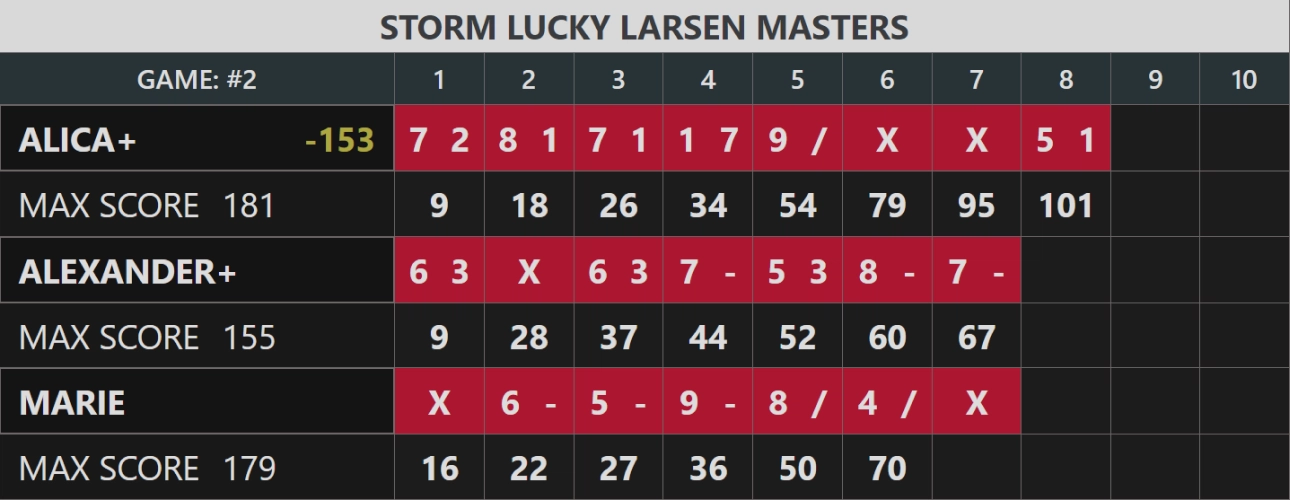 STORM LUCKY LARSEN MASTERS
GAME: #2 1 2 3 4 5 6 7 8 9 10
ALICA+ -153 7 2 8 1 7 1 1 7 9 / X X 5 1
MAX SCORE 181 9 18 26 34 54 79 95 101
ALEXANDER+ 6 3 X 6 3 7 - 5 3 8 - 7 -
MAX SCORE 155 9 28 37 44 52 60 67
MARIE X 6 - 5 - 9 - 8 / 4 / X
MAX SCORE 179 16 22 27 36 50 70